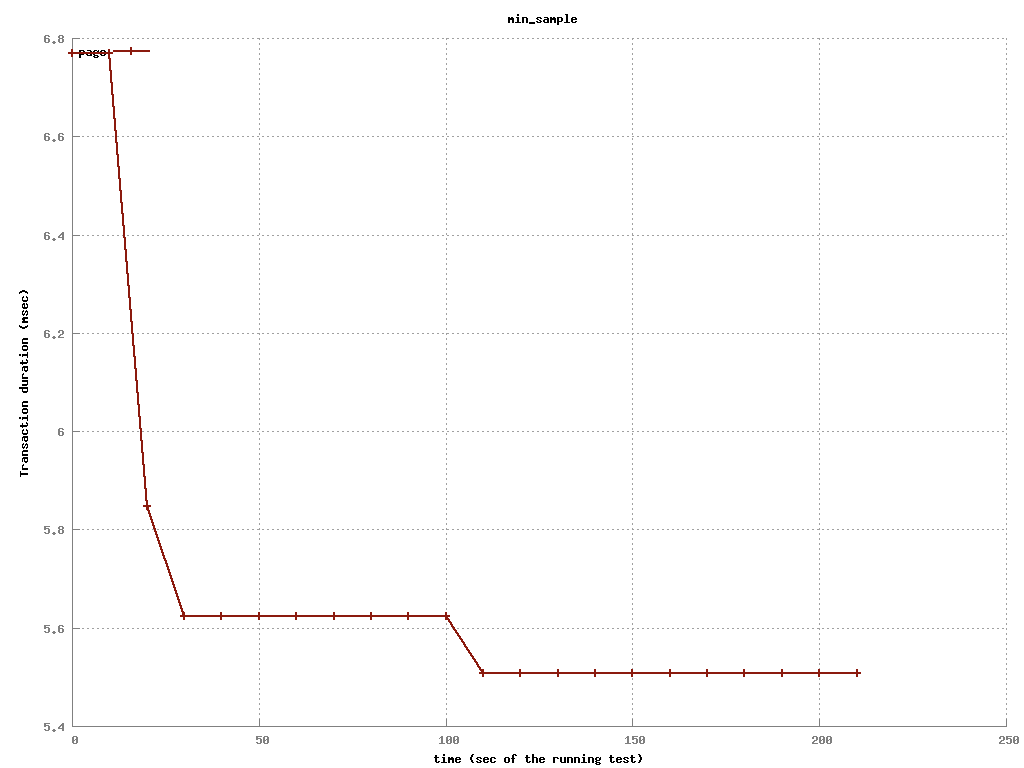 min_sample
6.8
page
6.6
6.4
6.2
6
5.8
5.6
5.4
Transaction duration (msec)
0 50 100 150 200 250
time (sec of the running test)